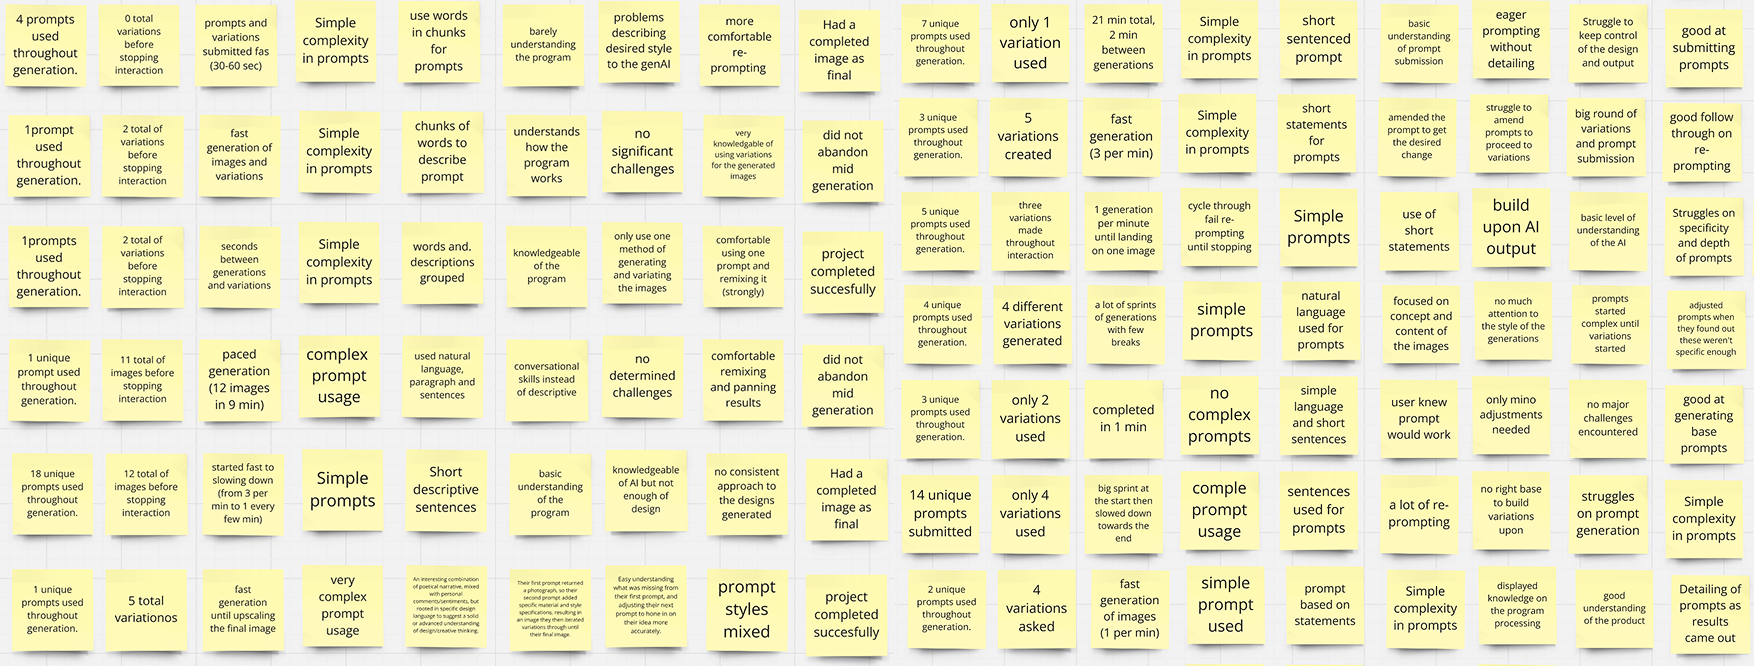 4 prompts
used
throughout
generation.
0 total
variations
before
stopping
interaction
prompts and
variations
submitted fas
(30-60 sec)
Simple
complexity
in prompts
use words
in chunks
for
prompts
barely
understanding
the program
problems
describing
desired style
to the genAI
more
comfortable
re-
prompting
Had a
completed
image as
final
7 unique
prompts used
throughout
generation.
only 1
variation
used
21 min total,
2 min
between
generations
Simple
complexity
in prompts
short
sentenced
prompt
basic
understanding
of prompt
submission
eager
prompting
without
detailing
Struggle to
keep control
of the design
and output
good at
submitting
prompts
1prompt
used
throughout
generation.
2 total of
variations
before
stopping
interaction
fast
generation of
images and
variations
Simple
complexity
in prompts
chunks of
words to
describe
prompt
understands
how the
program
works
no
significant
challenges
very
knowledgable of
using variations
for the generated
images
did not
abandon
mid
generation
3 unique
prompts used
throughout
generation.
5
variations
created
fast
generation
(3 per min)
Simple
complexity
in prompts
short
statements
for
prompts
amended the
prompt to get
the desired
change
struggle to
amend
prompts to
proceed to
variations
big round of
variations
and prompt
submission
good follow
through on
re-
prompting
1prompts
used
throughout
generation.
2 total of
variations
before
stopping
interaction
seconds
between
generations
and variations
Simple
complexity
in prompts
words and.
descriptions
grouped
knowledgeable
of the
program
only use one
method of
generating
and variating
the images
comfortable
using one
prompt and
remixing it
(strongly)
project
completed
succesfully
5 unique
prompts used
throughout
generation.
three
variations
made
throughout
interaction
1 generation
per minute
until landing
on one image
cycle through
fail re-
prompting
until stopping
Simple
prompts
use of
short
statements
build
upon AI
output
basic level of
understanding
of the AI
Struggles on
specificity
and depth
of prompts
1 unique
prompt used
throughout
generation.
11 total of
images before
stopping
interaction
paced
generation
(12 images
in 9 min)
complex
prompt
usage
used natural
language,
paragraph and
sentences
conversational
skills instead
of descriptive
no
determined
challenges
comfortable
remixing
and panning
results
did not
abandon
mid
generation
4 unique
prompts used
throughout
generation.
4 different
variations
generated
a lot of sprints
of generations
with few
breaks
simple
prompts
natural
language
used for
prompts
focused on
concept and
content of
the images
no much
attention to
the style of the
generations
prompts
started
complex until
variations
started
adjusted
prompts when
they found out
these weren't
specific enough
18 unique
prompts used
throughout
generation.
12 total of
images before
stopping
interaction
started fast to
slowing down
(from 3 per
min to 1 every
few min)
Simple
prompts
Short
descriptive
sentences
basic
understanding
of the
program
knowledgeable
of AI but not
enough of
design
no consistent
approach to
the designs
generated
Had a
completed
image as
final
3 unique
prompts used
throughout
generation.
only 2
variations
used
completed
in 1 min
no
complex
prompts
simple
language
and short
sentences
user knew
prompt
would work
only mino
adjustments
needed
no major
challenges
encountered
good at
generating
base
prompts
14 unique
prompts
submitted
only 4
variations
used
big sprint at
the start then
slowed down
towards the
end
comple
prompt
usage
sentences
used for
prompts
a lot of re-
prompting
no right base
to build
variations
upon
struggles
on prompt
generation
Simple
complexity
in prompts
1 unique
prompts used
throughout
generation.
5 total
variationos
fast
generation
until upscaling
the final image
very
complex
prompt
usage
An interesting combination
of poetical narrative, mixed
with personal
comments/sentiments, but
rooted in specific design
language to suggest a solid
or advanced understanding
of design/creative thinking.
Their first prompt returned
a photograph, so their
second prompt added
specific material and style
specifications, resulting in
an image they then iterated
variations through until
their final image.
Easy understanding
what was missing from
their first prompt, and
adjusting their next
prompt to hone in on
their idea more
accurately.
prompt
styles
mixed
project
completed
succesfully
2 unique
prompts used
throughout
generation.
4
variations
asked
fast
generation
of images
(1 per min)
simple
prompt
used
prompt
based on
statements
Simple
complexity
in prompts
displayed
knowledge on
the program
processing
good
understanding
of the product
Detailing of
prompts as
results
came out